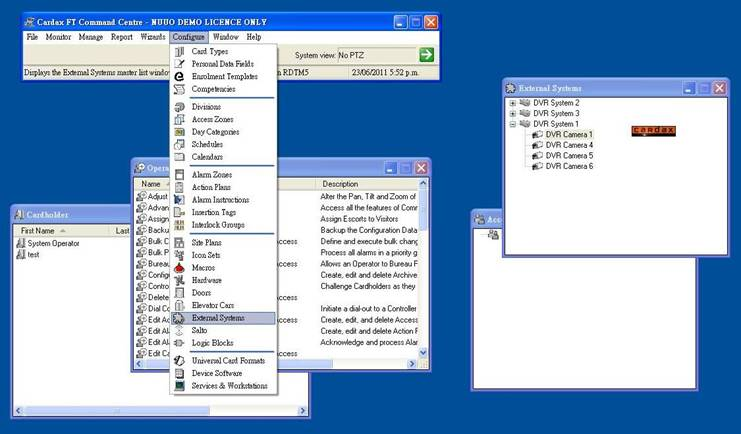 Cardax FT Command Centre - NUUO DEMO LICENCE ONLY
File Monitor Manage Report Wizards Configure Window Help
System view: No PTZ
Displays the External Systems master list window
n RDTM5
23/06/2011 5:52 p.m.
Card Types
Personal Data Fields
Enrolment Templates
Competencies
Divisions
Access Zones
Day Categories
Schedules
Calendars
Alarm Zones
Action Plans
Alarm Instructions
Insertion Tags
Interlock Groups
Site Plans
Icon Sets
Macros
Hardware
Doors
Elevator Cars
External Systems
Salto
Logic Blocks
Universal Card Formats
Device Software
Services & Workstations
External Systems
DVR System 2
DVR System 3
DVR System 1
DVR Camera 1
DVR Camera 4
DVR Camera 5
DVR Camera 6
cardax
Opera
Name Description
Adjust Alter the Pan, Tilt and Zoom of
Advan Access all the features of Comm
Assign Assign Escorts to Visitors
Backup Backup the Configuration Data
Bulk C Access Define and execute bulk chang
Bulk P Process all alarms in a priority g
Bureau Allows an Operator to Bureau F
Config Create, edit and delete Archive
Contro Challenge Cardholders as they
Delete Access
Dial Co Initiate a dial-out to a Controller
Edit Ac Access Create, edit, and delete Access
Edit Al Create, edit and delete Action F
Edit Al Acknowledge and process Alar
Edit Ca Access
Cardholder
First Name Last
System Operator
test
Acc